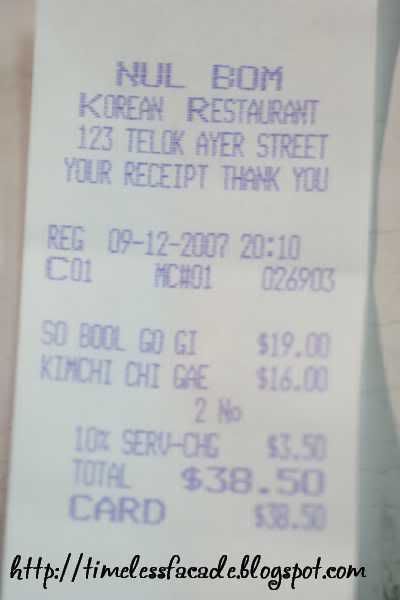 NUL BOM
KOREAN RESTAURANT
123 TELOK AYER STREET
YOUR RECEIPT THANK YOU
REG 09-12-2007 20:10
C01 MC#01 026903
SO BOOL GO GI $19.00
KIMCHI CHI GAE $16.00
2 No
10% SERV-CHG $3.50
TOTAL $38.50
CARD $38.50
http://timelessfacade.blogspot.com